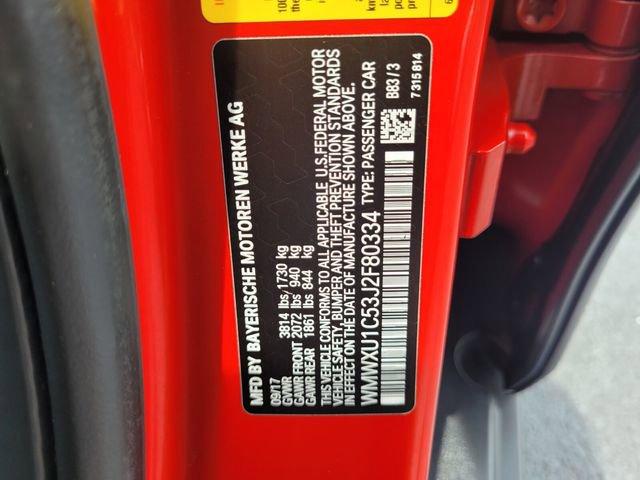 MFD BY BAYERISCHE MOTOREN WERKE AG
09/17
GVWR 3814 lbs/1730 kg
GAWR FRONT 2072 lbs 940 kg
GAWR REAR 1861 lbs 844 kg
THIS VEHICLE CONFORMS TO ALL APPLICABLE U.S. FEDERAL MOTOR
VEHICLE SAFETY, BUMPER AND THEFT PREVENTION STANDARDS
IN EFFECT ON THE DATE OF MANUFACTURE SHOWN ABOVE.
WMWXU1C53J2F80334 TYPE: PASSENGER CAR
B83/3
7315814